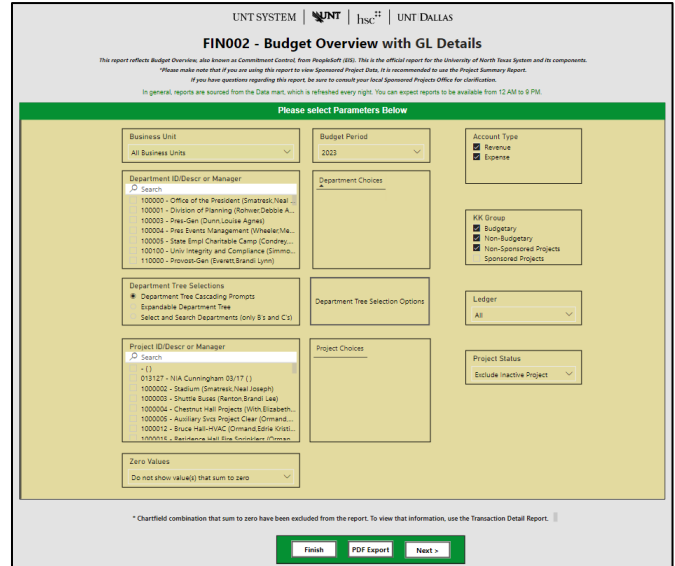 UNT SYSTEM | UNT | hsc | UNT DALLAS
FIN002 - Budget Overview with GL Details
This report reflects Budget Overview, also known as Commitment Control, from PeopleSoft (EIS). This is the official report for the University of North Texas System and its components.
*Please make note that if you are using this report to view Sponsored Project Data, it is recommended to use the Project Summary Report.
If you have questions regarding this report, be sure to consult your local Sponsored Projects Office for clarification.
In general, reports are sourced from the Data mart, which is refreshed every night. You can expect reports to be available from 12 AM to 9 PM.
Please select Parameters Below
Business Unit
All Business Units
Budget Period
2023
Account Type
Revenue
Expense
Department ID/Descr or Manager
Search
100000 - Office of the President (Smatresk,Neal ...
100001 - Division of Planning (Rohwer,Debbie A...
100003 - Pres-Gen (Dunn,Louise Agnes)
100004 - Pres Events Management (Wheeler,Me...
100005 - State Empl Charitable Camp (Condrey,...
100100 - Univ Integrity and Compliance (Simmo...
110000 - Provost-Gen (Everett,Brandi Lynn)
Department Choices
KK Group
Budgetary
Non-Budgetary
Non-Sponsored Projects
Sponsored Projects
Department Tree Selections
Department Tree Cascading Prompts
Expandable Department Tree
Select and Search Departments (only B's and C's)
Department Tree Selection Options
Ledger
All
Project ID/Descr or Manager
Search
- ( )
013127 - NIA Cunningham 03/17 ( )
1000002 - Stadium (Smatresk,Neal Joseph)
1000003 - Shuttle Buses (Renton,Brandi Lee)
1000004 - Chestnut Hall Projects (With,Elizabeth...
1000005 - Auxiliary Svcs Project Clear (Ormand,...
1000012 - Bruce Hall-HVAC (Ormand,Edrie Kristi...
1000015 - Residence Hall Fire Sprinklers (Orman...
Project Choices
Project Status
Exclude Inactive Project
Zero Values
Do not show value(s) that sum to zero
* Chartfield combination that sum to zero have been excluded from the report. To view that information, use the Transaction Detail Report.
Finish
PDF Export
Next >